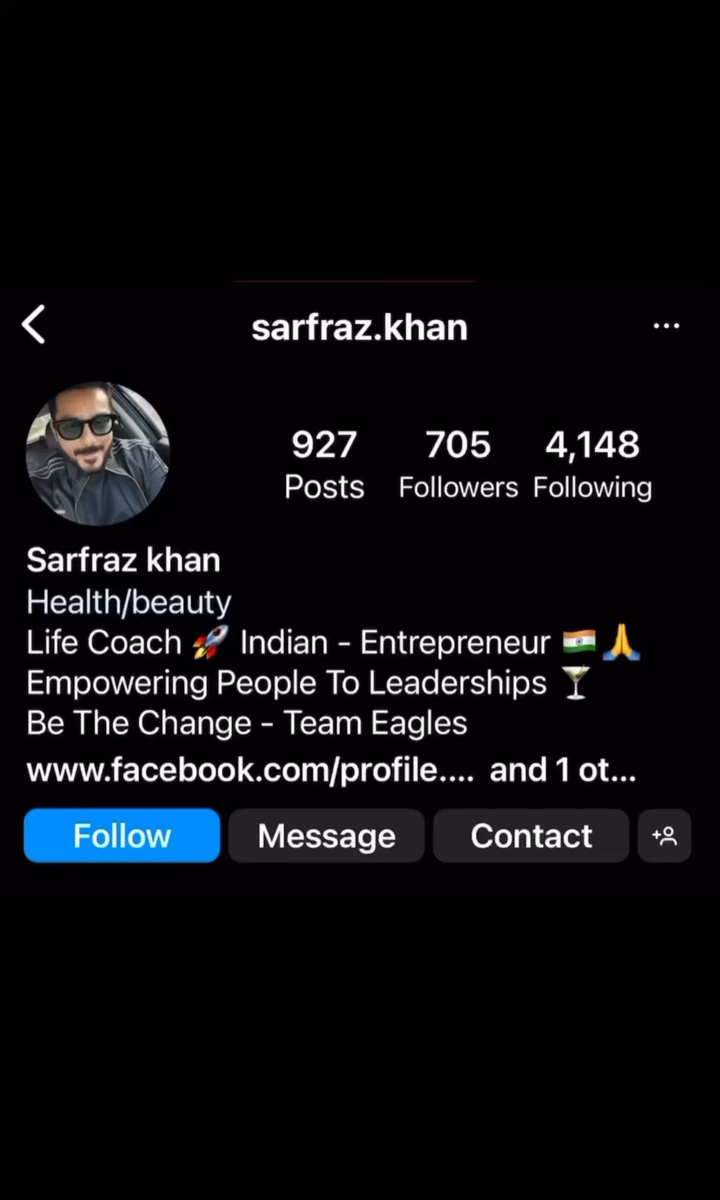 sarfraz.khan
927 705 4,148
Posts Followers Following
Sarfraz khan
Health/beauty
Life Coach 🚀 Indian - Entrepreneur 🇮🇳🙏
Empowering People To Leaderships 🍸
Be The Change - Team Eagles
www.facebook.com/profile.... and 1 ot...
Follow Message Contact